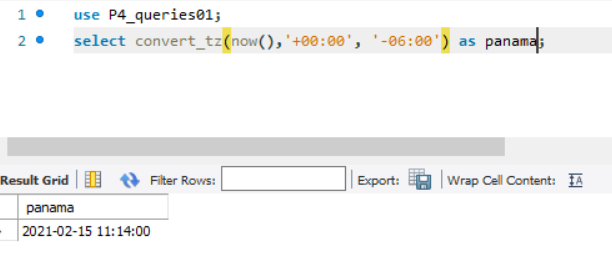 1 use P4_queries01;
2 select convert_tz(now(),'+00:00', '-06:00') as panama;
Result Grid Filter Rows: Export: Wrap Cell Content:
panama
2021-02-15 11:14:00